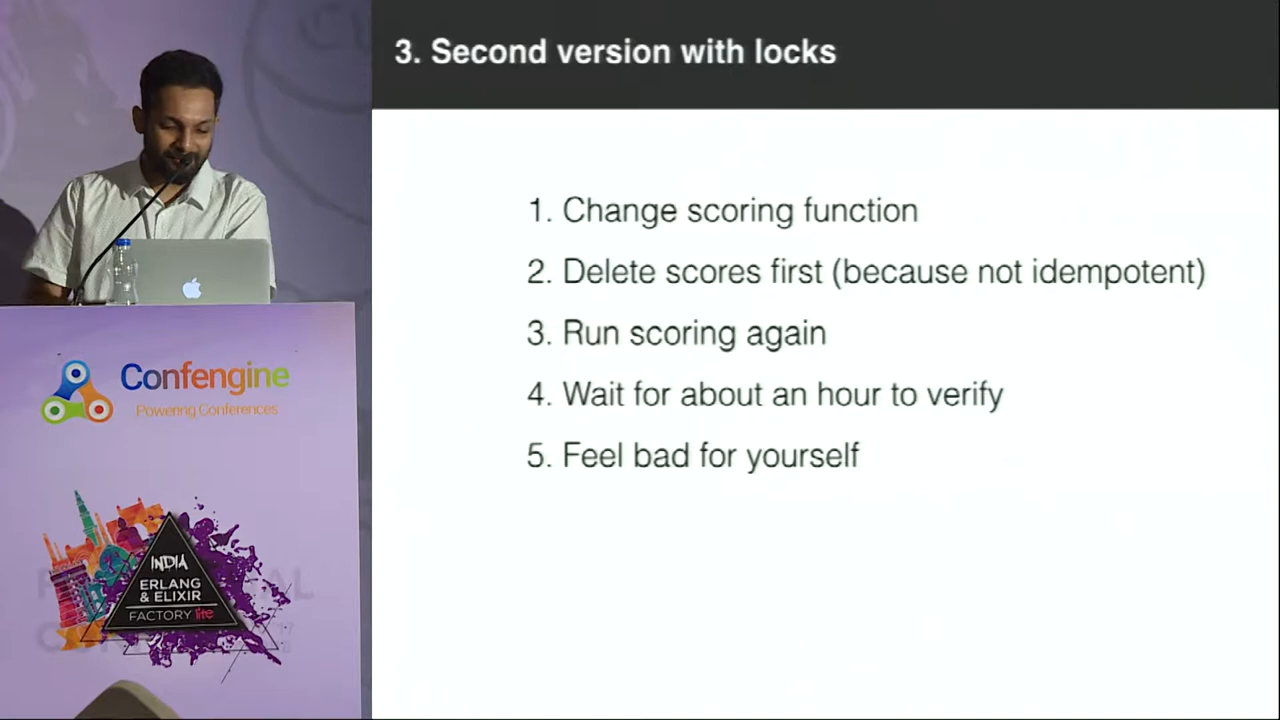 3. Second version with locks
1. Change scoring function
2. Delete scores first (because not idempotent)
3. Run scoring again
4. Wait for about an hour to verify
5. Feel bad for yourself
Confengine
Powering Conferences
INDIA
ERLANG
& ELIXIR
FACTORY lite